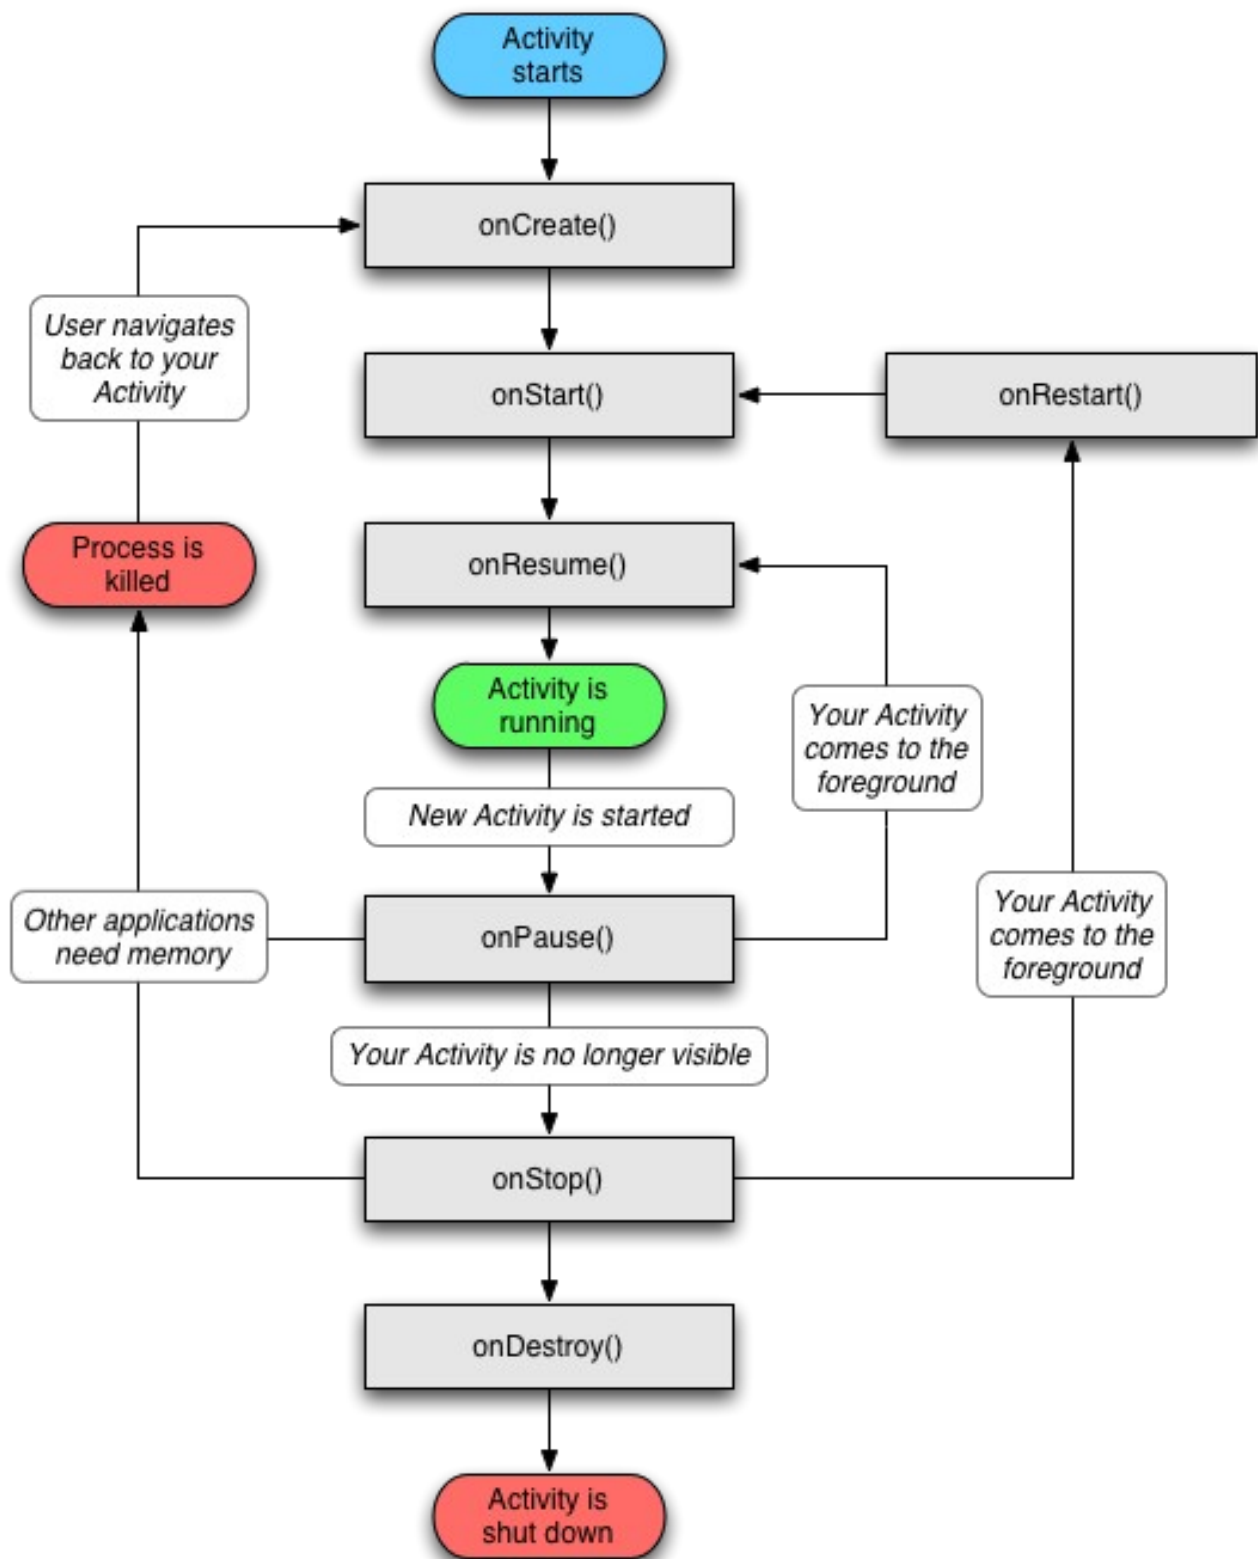 Activity
starts
onCreate()
User navigates
back to your
Activity
onStart()
onRestart()
Process is
killed
onResume()
Activity is
running
Your Activity
comes to the
foreground
New Activity is started
Other applications
need memory
onPause()
Your Activity
comes to the
foreground
Your Activity is no longer visible
onStop()
onDestroy()
Activity is
shut down